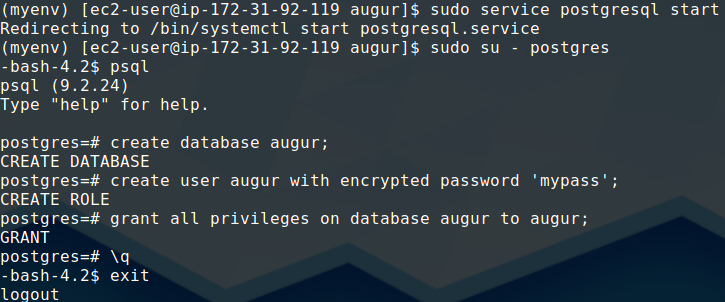 (myenv) [ec2-user@ip-172-31-92-119 augur]$ sudo service postgresql start
Redirecting to /bin/systemctl start postgresql.service
(myenv) [ec2-user@ip-172-31-92-119 augur]$ sudo su - postgres
-bash-4.2$ psql
psql (9.2.24)
Type "help" for help.

postgres=# create database augur;
CREATE DATABASE
postgres=# create user augur with encrypted password 'mypass';
CREATE ROLE
postgres=# grant all privileges on database augur to augur;
GRANT
postgres=# \q
-bash-4.2$ exit
logout